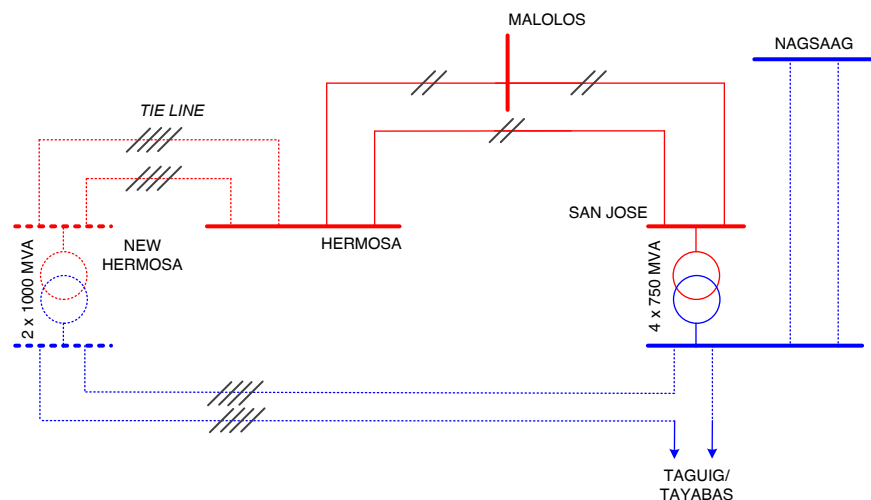 MALOLOS
NAGSAAG
TIE LINE
SAN JOSE
HERMOSA
NEW
HERMOSA
2 x 1000 MVA
4 x 750 MVA
TAGUIG/
TAYABAS